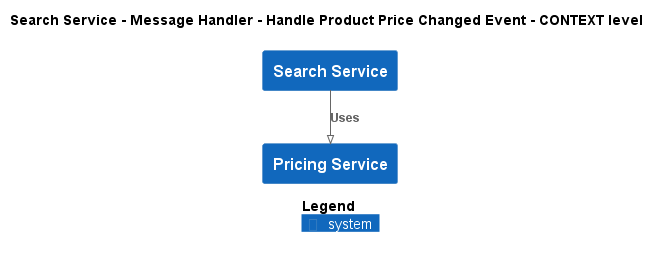 Search Service - Message Handler - Handle Product Price Changed Event - CONTEXT level
Search Service
Uses
Pricing Service
Legend
system